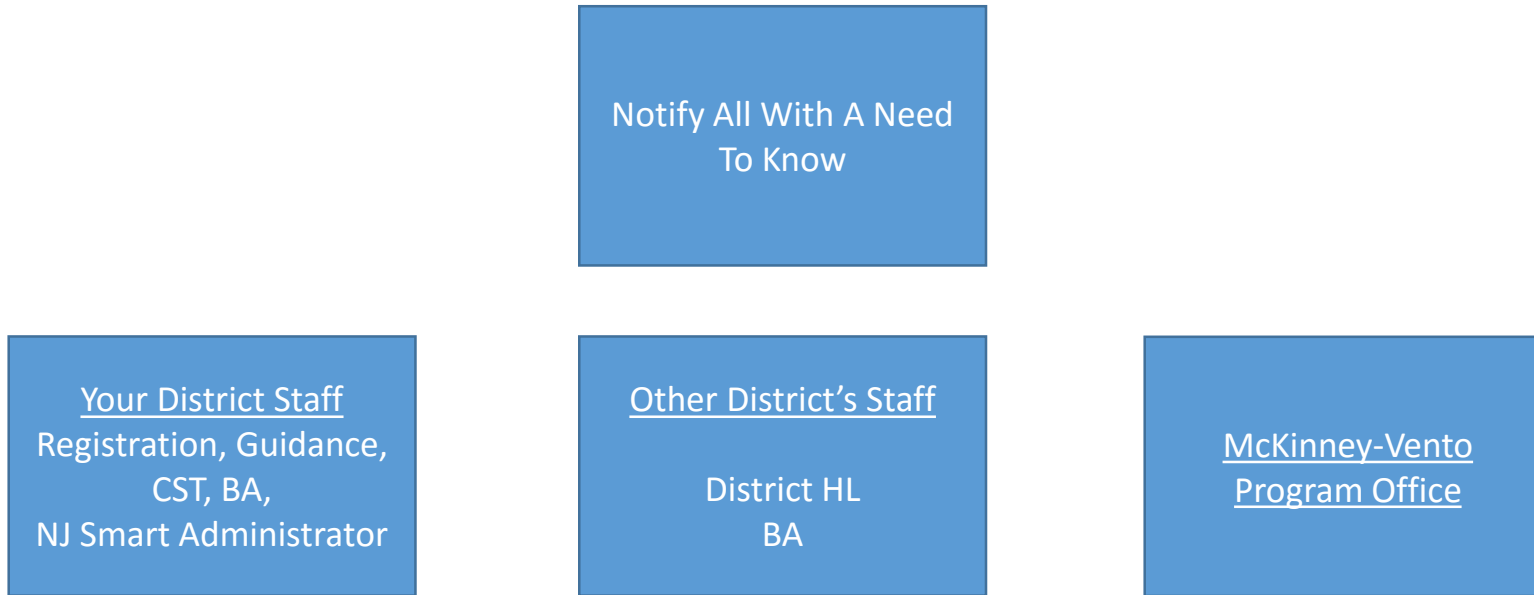 Notify All With A Need
To Know
Your District Staff
Registration, Guidance,
CST, BA,
NJ Smart Administrator
Other District’s Staff
District HL
BA
McKinney-Vento
Program Office